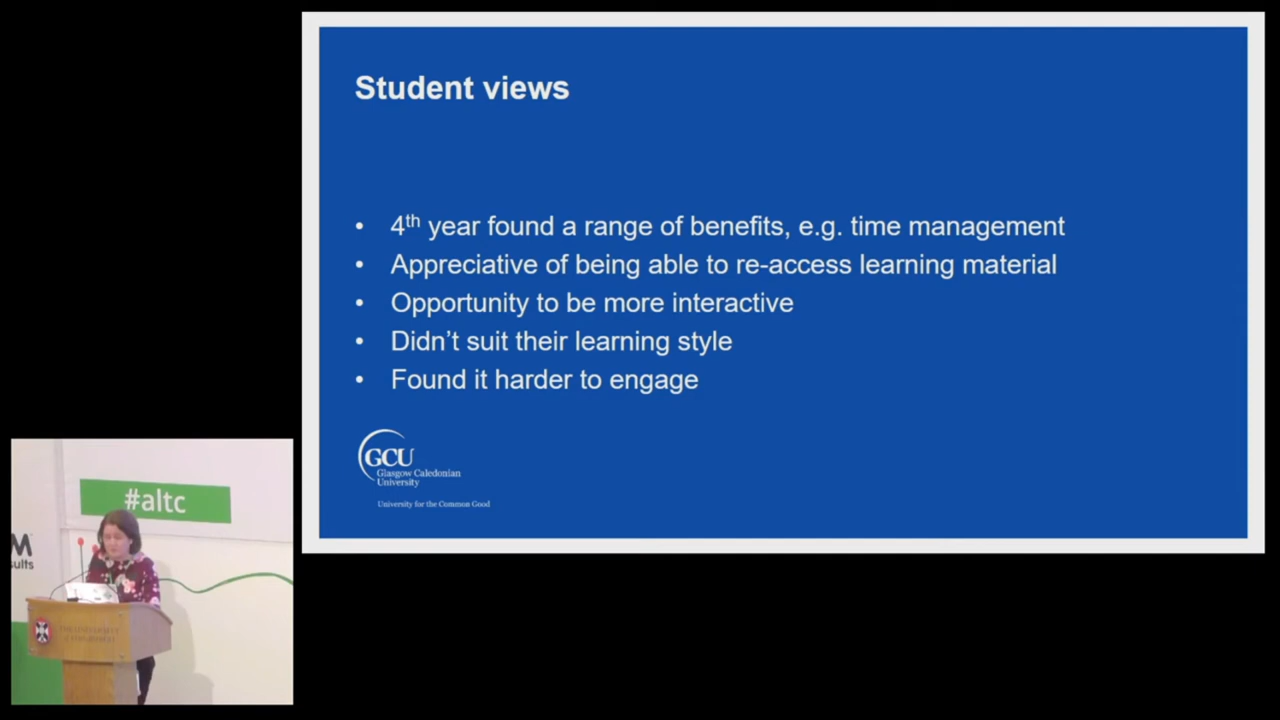 Student views
• 4th year found a range of benefits, e.g. time management
• Appreciative of being able to re-access learning material
• Opportunity to be more interactive
• Didn’t suit their learning style
• Found it harder to engage
GCU
Glasgow Caledonian
University
University for the Common Good
#altc
M
sults